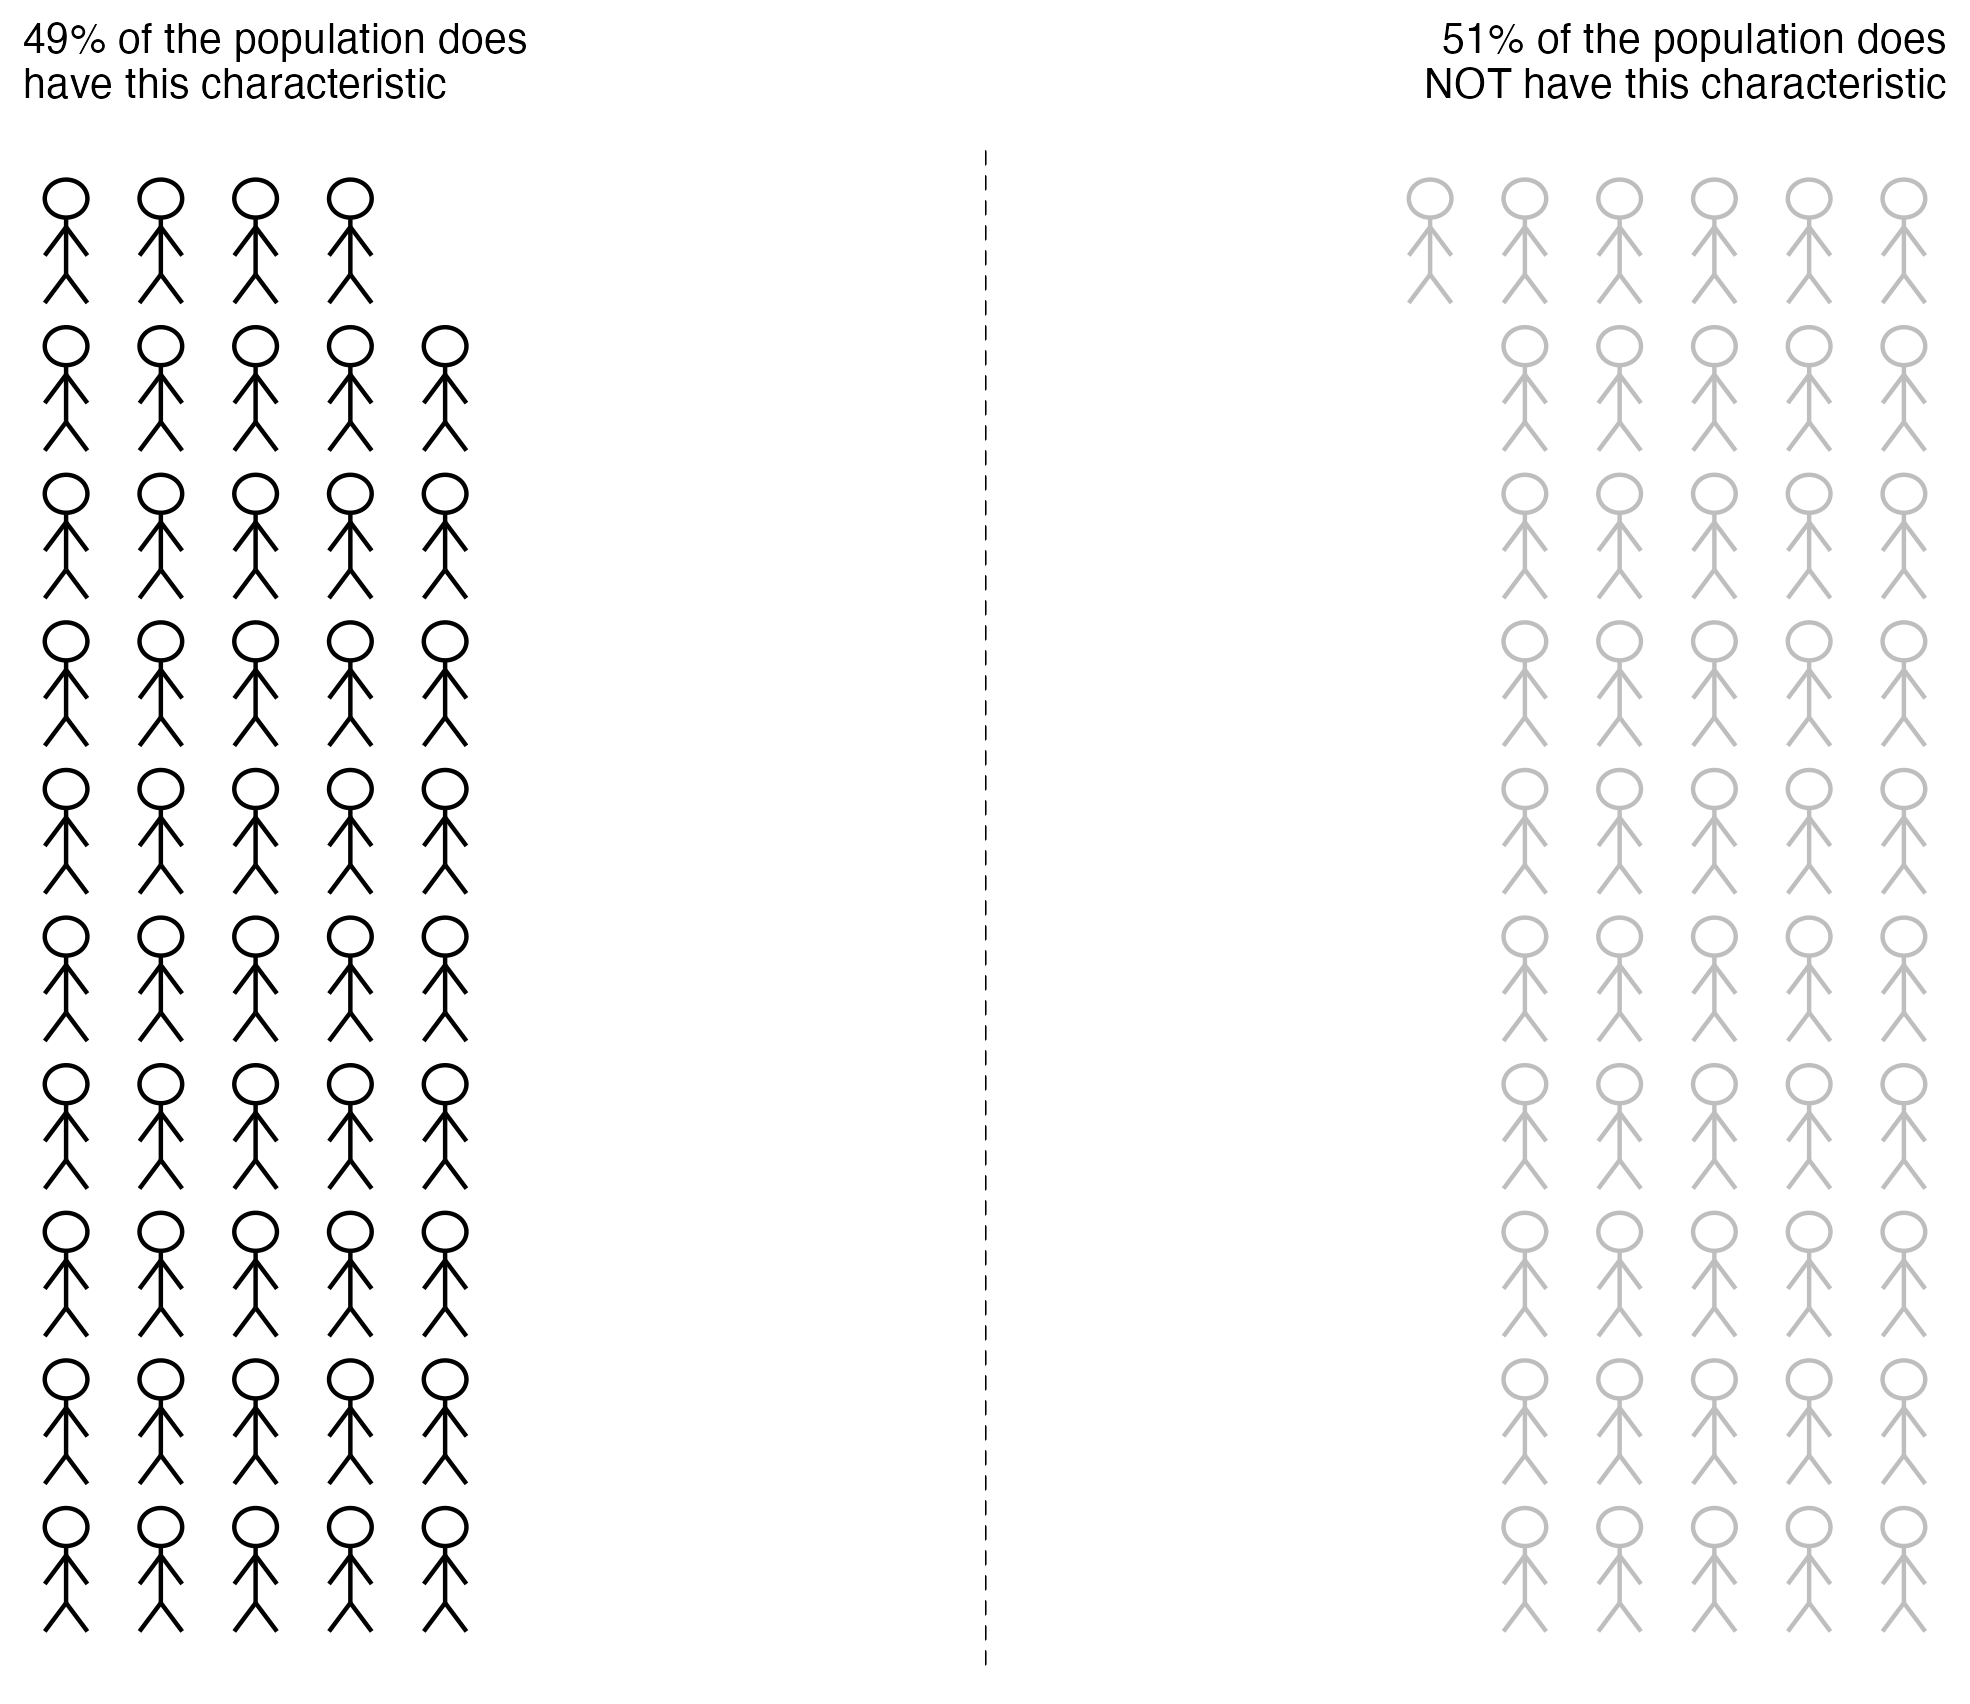 49% of the population does
have this characteristic
51% of the population does
NOT have this characteristic